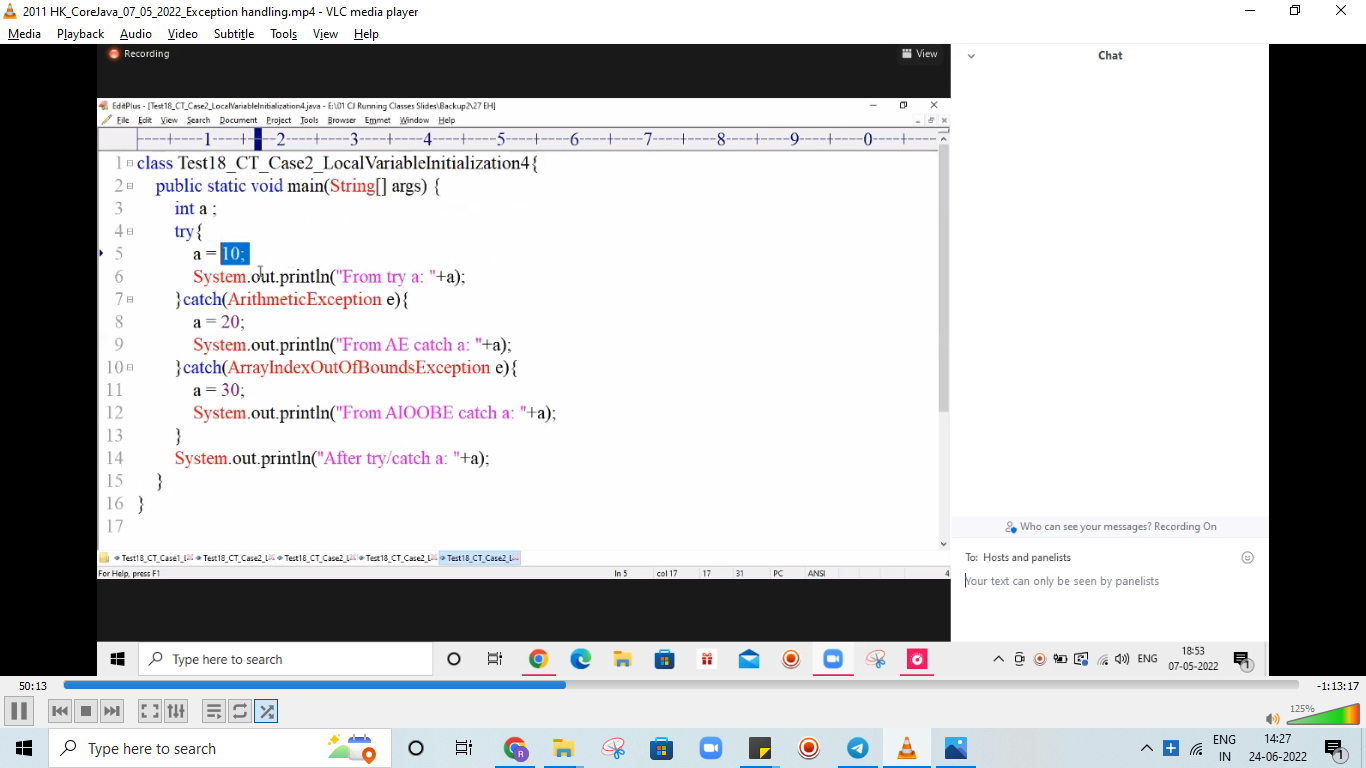 2011 HK_CoreJava_07_05_2022_Exception handling.mp4 - VLC media player
Media Playback Audio Video Subtitle Tools View Help
Recording
View
Chat
EditPlus - [Test18_CT_Case2_LocalVariableInitialization4.java - E:\01 CJ Running Classes Slides\Backup2\27 EH]
File Edit View Search Document Project Tools Browser Emmet Window Help
----+----1----+----2----+----3----+----4----+----5----+----6----+----7----+----8----+----9----+----0----+---
1 class Test18_CT_Case2_LocalVariableInitialization4{
2 public static void main(String[] args) {
3 int a ;
4 try{
5 a = 10;
6 System.out.println("From try a: "+a);
7 }catch(ArithmeticException e){
8 a = 20;
9 System.out.println("From AE catch a: "+a);
10 }catch(ArrayIndexOutOfBoundsException e){
11 a = 30;
12 System.out.println("From AIOOBE catch a: "+a);
13 }
14 System.out.println("After try/catch a: "+a);
15 }
16 }
17
Who can see your messages? Recording On
Test18_CT_Case1_L Test18_CT_Case2_L Test18_CT_Case2_L Test18_CT_Case2_L Test18_CT_Case2_L
To: Hosts and panelists
For Help, press F1 ln 5 col 17 17 31 PC ANSI 4
Your text can only be seen by panelists
Type here to search
ENG
18:53
07-05-2022
1
50:13
-1:13:17
125%
Type here to search
ENG
IN
14:27
24-06-2022
1